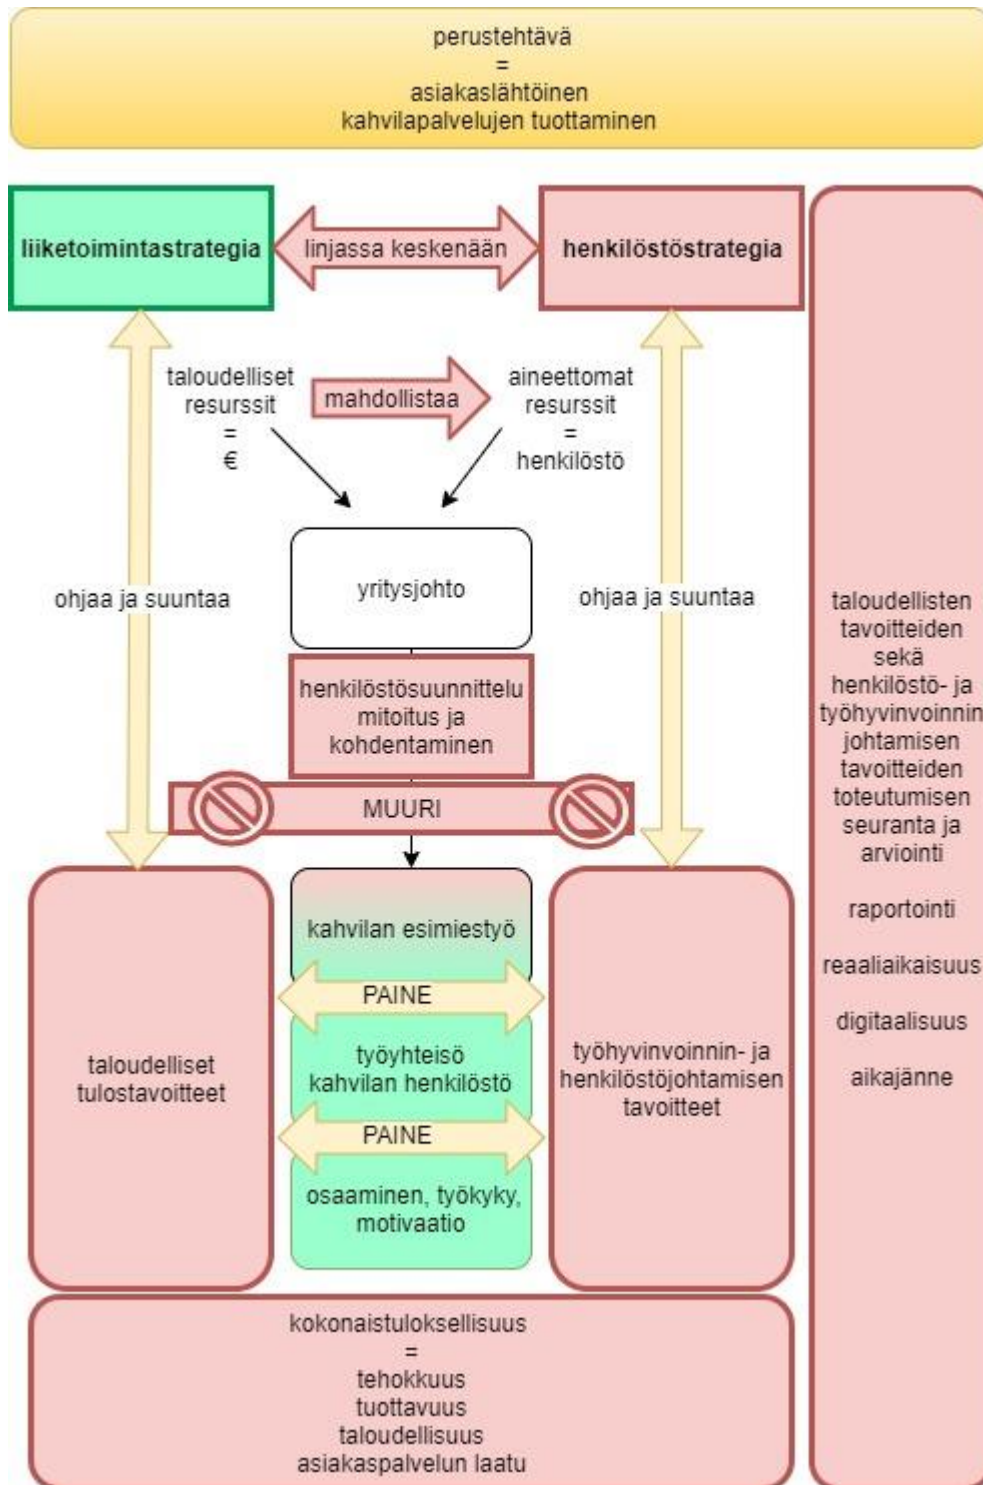 perustehtävä
=
asiakaslähtöinen
kahvilapalvelujen tuottaminen
liiketoimintastrategia
linjassa keskenään
henkilöstöstrategia
taloudelliset
resurssit
=
€
mahdollistaa
aineettomat
resurssit
=
henkilöstö
yritysjohto
ohjaa ja suuntaa
ohjaa ja suuntaa
henkilöstösuunnittelu
mitoitus ja
kohdentaminen
MUURI
kahvilan esimiestyö
PAINE
työyhteisö
kahvilan henkilöstö
PAINE
osaaminen, työkyky,
motivaatio
taloudelliset
tulostavoitteet
työhyvinvoinnin- ja
henkilöstöjohtamisen
tavoitteet
kokonaistuloksellisuus
=
tehokkuus
tuottavuus
taloudellisuus
asiakaspalvelun laatu
taloudellisten
tavoitteiden
sekä
henkilöstö- ja
työhyvinvoinnin
johtamisen
tavoitteiden
toteutumisen
seuranta ja
arviointi
raportointi
reaaliaikaisuus
digitaalisuus
aikajänne